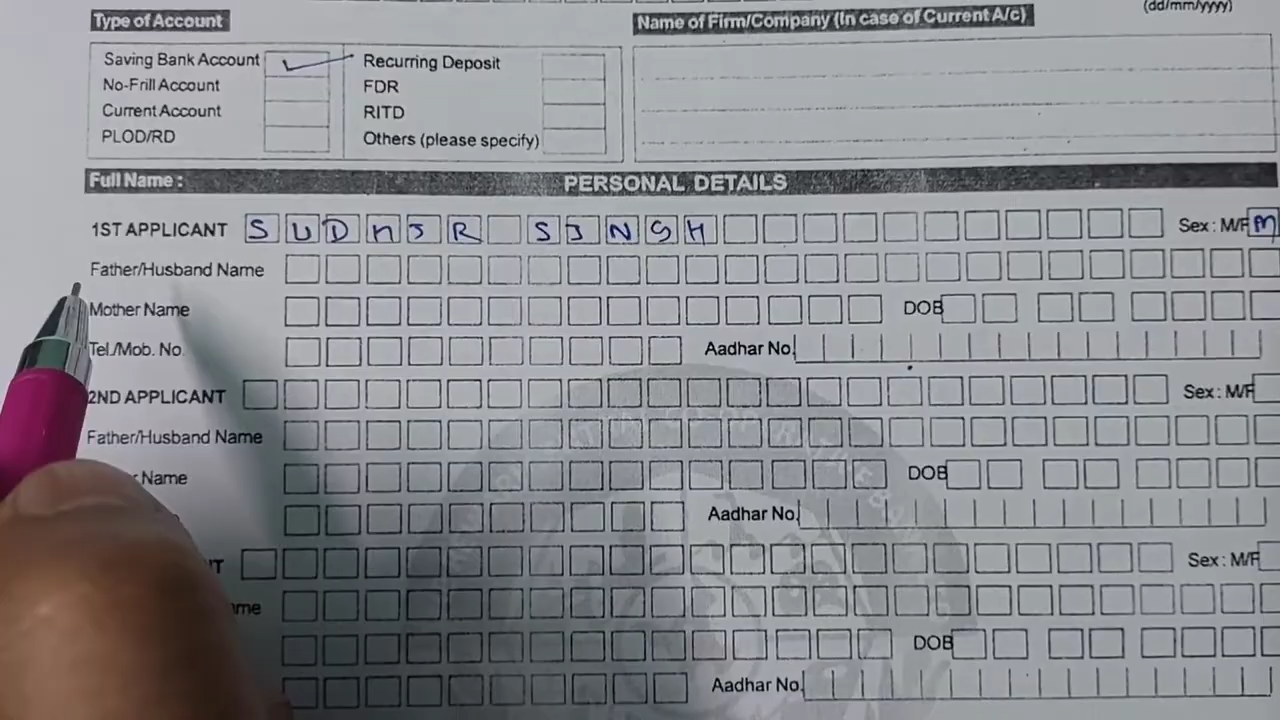 (dd/mm/yyyy)
Type of Account
Name of Firm/Company (In case of Current A/c)
Saving Bank Account ✓ Recurring Deposit
No-Frill Account FDR
Current Account RITD
PLOD/RD Others (please specify)
Full Name : PERSONAL DETAILS
1ST APPLICANT SUDHIR SINGH Sex : M/F M
Father/Husband Name
Mother Name DOB
Tel./Mob. No. Aadhar No.
2ND APPLICANT Sex : M/F
Father/Husband Name
Name DOB
Aadhar No.
Sex : M/F
DOB
Aadhar No.